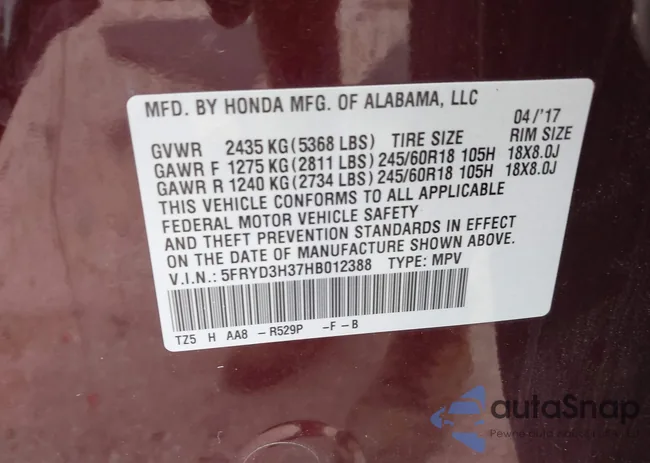 MFD. BY HONDA MFG. OF ALABAMA, LLC
04/'17
GVWR 2435 KG(5368 LBS) TIRE SIZE RIM SIZE
GAWR F 1275 KG(2811 LBS) 245/60R18 105H 18X8.0J
GAWR R 1240 KG(2734 LBS) 245/60R18 105H 18X8.0J
THIS VEHICLE CONFORMS TO ALL APPLICABLE
FEDERAL MOTOR VEHICLE SAFETY
AND THEFT PREVENTION STANDARDS IN EFFECT
ON THE DATE OF MANUFACTURE SHOWN ABOVE.
V.I.N.: 5FRYD3H37HB012388 TYPE: MPV
TZ5 H AA8 -R529P -F-B
autoSnap
Pewne auto